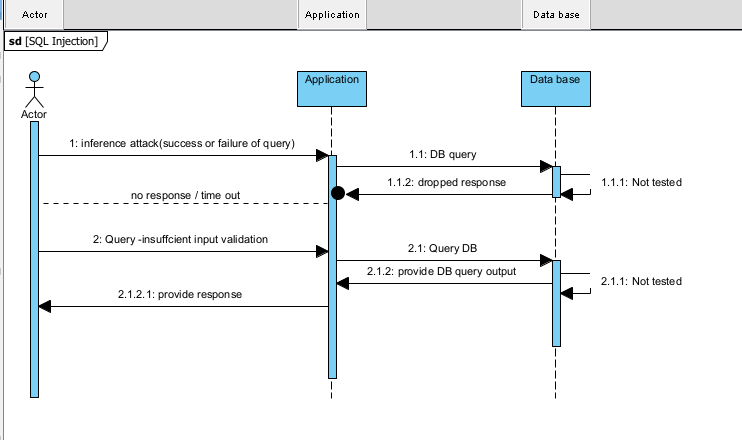 Actor Application Data base
sd [SQL Injection]
Application Data base
Actor
1: inference attack(success or failure of query)
1.1: DB query
1.1.1: Not tested
1.1.2: dropped response
no response / time out
2: Query -insuffcient input validation
2.1: Query DB
2.1.2: provide DB query output
2.1.1: Not tested
2.1.2.1: provide response